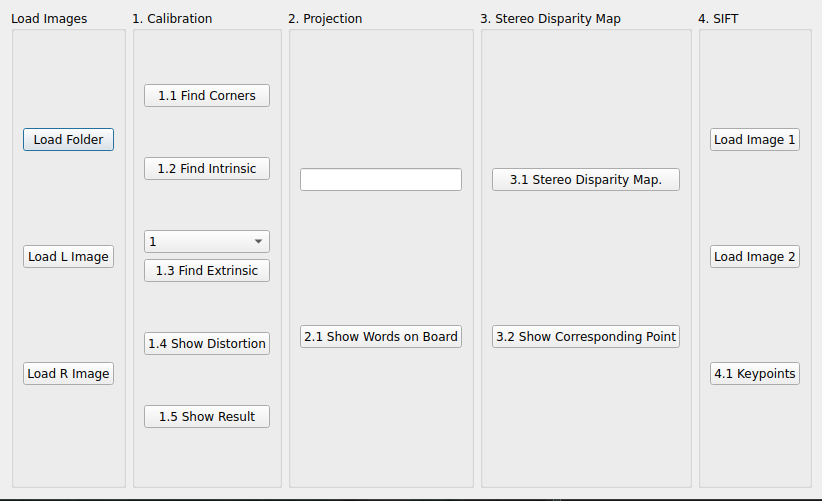 Load Images
Load Folder
Load L Image
Load R Image
1. Calibration
1.1 Find Corners
1.2 Find Intrinsic
1
1.3 Find Extrinsic
1.4 Show Distortion
1.5 Show Result
2. Projection
2.1 Show Words on Board
3. Stereo Disparity Map
3.1 Stereo Disparity Map.
3.2 Show Corresponding Point
4. SIFT
Load Image 1
Load Image 2
4.1 Keypoints